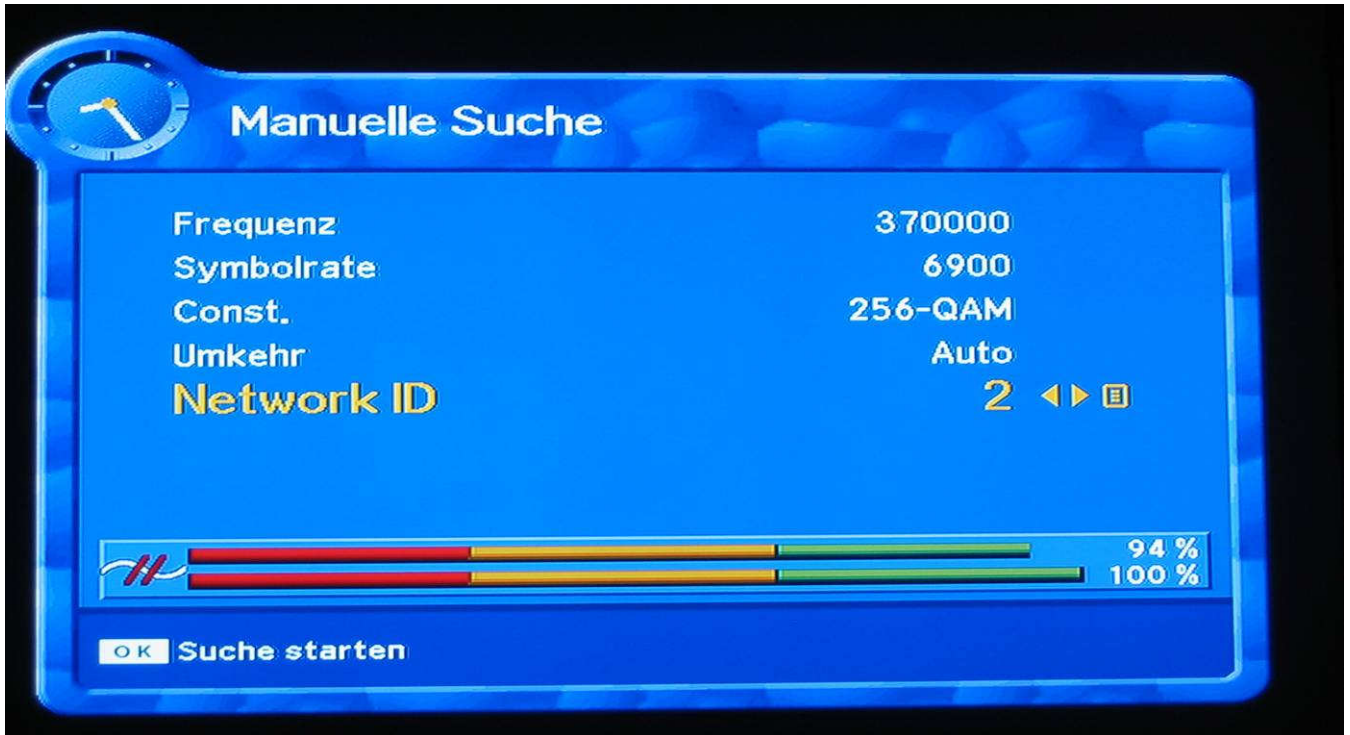 Manuelle Suche
Frequenz 370000
Symbolrate 6900
Const. 256-QAM
Umkehr Auto
Network ID 2
94 %
100 %
OK Suche starten